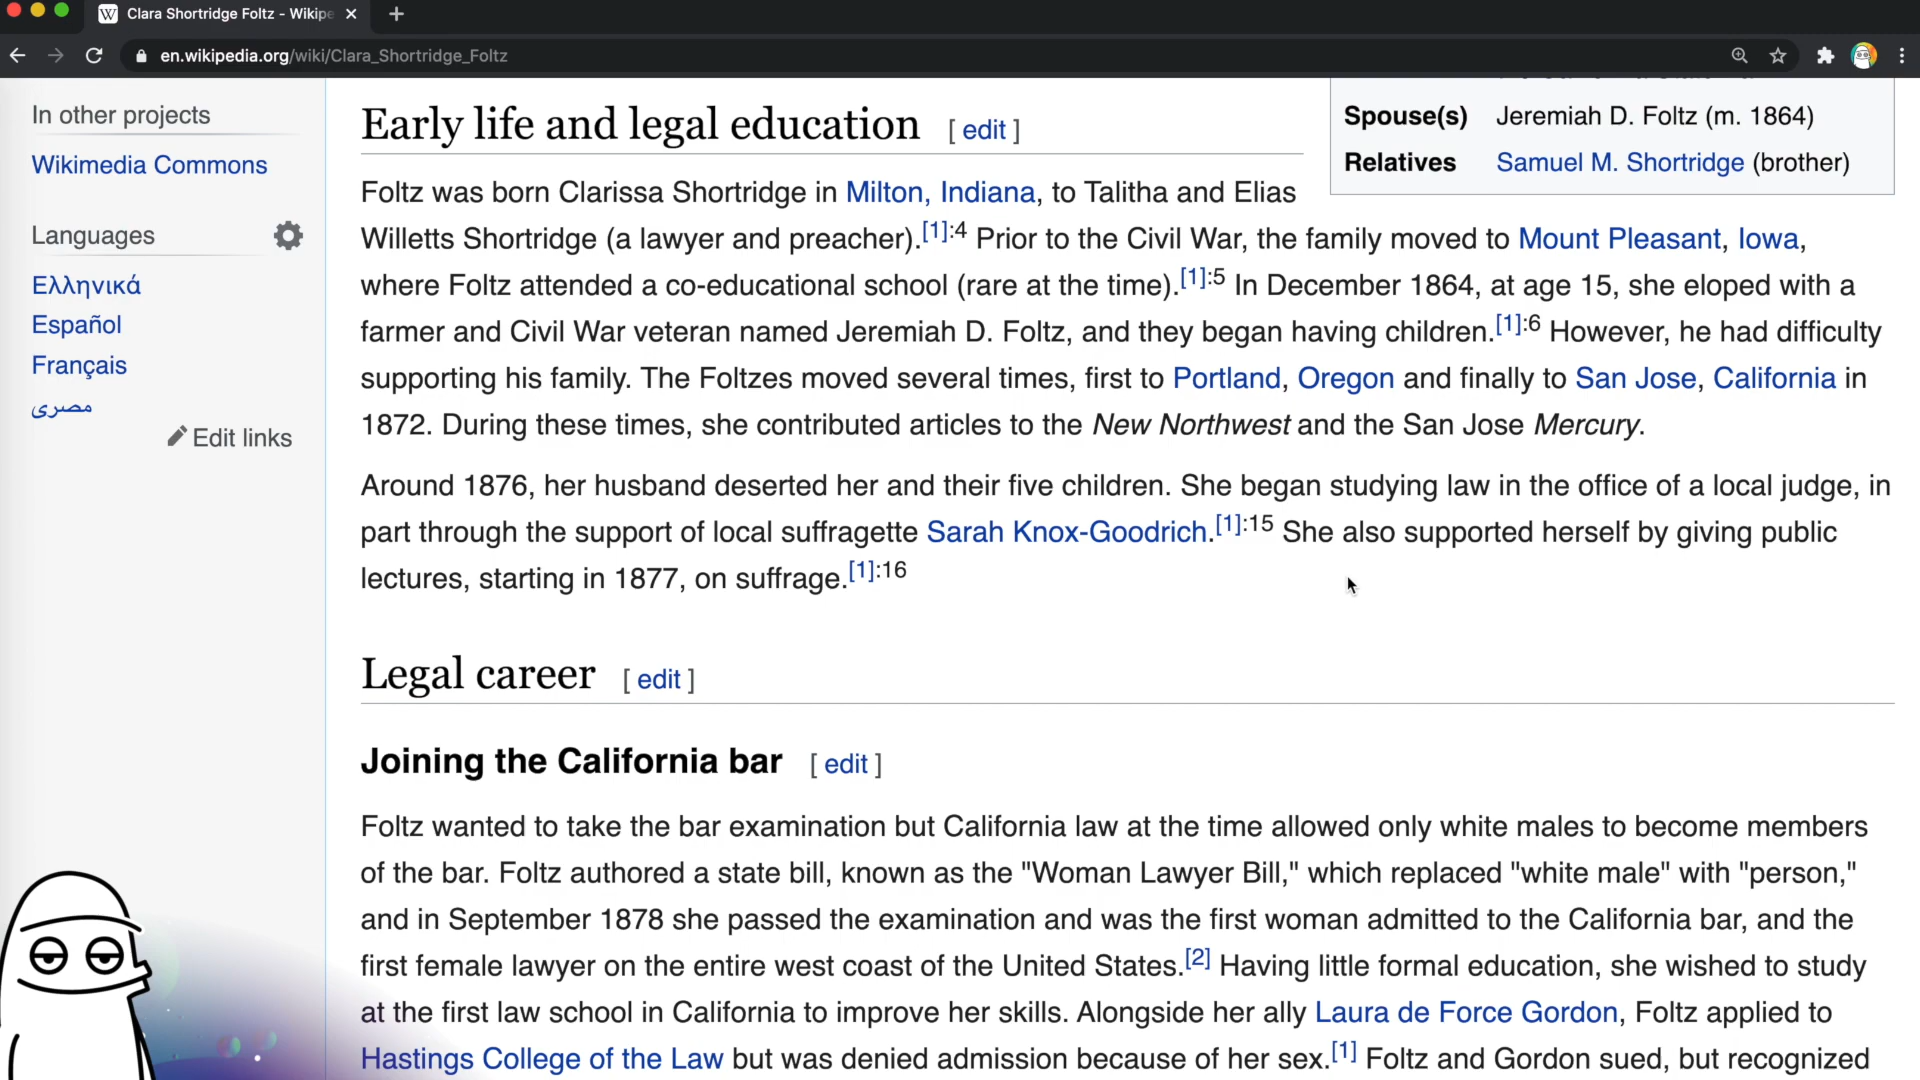 Clara Shortridge Foltz - Wikipe
en.wikipedia.org/wiki/Clara_Shortridge_Foltz
In other projects
Wikimedia Commons
Languages
Ελληνικά
Español
Français
مصرى
Edit links
Spouse(s) Jeremiah D. Foltz (m. 1864)
Relatives Samuel M. Shortridge (brother)
Early life and legal education [ edit ]
Foltz was born Clarissa Shortridge in Milton, Indiana, to Talitha and Elias
Willetts Shortridge (a lawyer and preacher).[1]:4 Prior to the Civil War, the family moved to Mount Pleasant, Iowa,
where Foltz attended a co-educational school (rare at the time).[1]:5 In December 1864, at age 15, she eloped with a
farmer and Civil War veteran named Jeremiah D. Foltz, and they began having children.[1]:6 However, he had difficulty
supporting his family. The Foltzes moved several times, first to Portland, Oregon and finally to San Jose, California in
1872. During these times, she contributed articles to the New Northwest and the San Jose Mercury.
Around 1876, her husband deserted her and their five children. She began studying law in the office of a local judge, in
part through the support of local suffragette Sarah Knox-Goodrich.[1]:15 She also supported herself by giving public
lectures, starting in 1877, on suffrage.[1]:16
Legal career [ edit ]
Joining the California bar [ edit ]
Foltz wanted to take the bar examination but California law at the time allowed only white males to become members
of the bar. Foltz authored a state bill, known as the "Woman Lawyer Bill," which replaced "white male" with "person,"
and in September 1878 she passed the examination and was the first woman admitted to the California bar, and the
first female lawyer on the entire west coast of the United States.[2] Having little formal education, she wished to study
at the first law school in California to improve her skills. Alongside her ally Laura de Force Gordon, Foltz applied to
Hastings College of the Law but was denied admission because of her sex.[1] Foltz and Gordon sued, but recognized